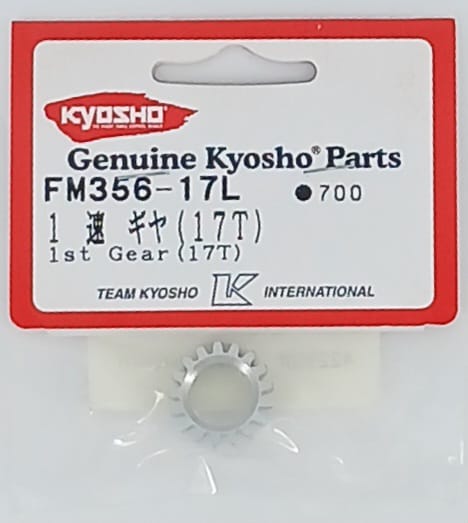 KYOSHO
Genuine Kyosho® Parts
FM356-17L ●700
1速 ギヤ(17T)
1st Gear(17T)
TEAM KYOSHO K INTERNATIONAL